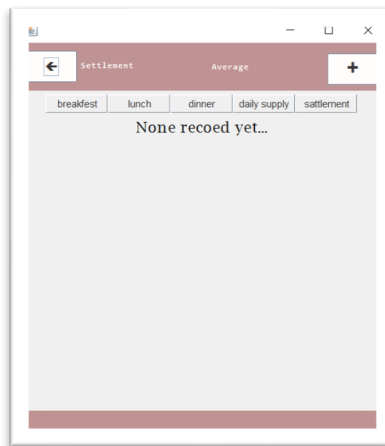 Settlement Average
breakfest lunch dinner daily supply sattlement
None recoed yet...